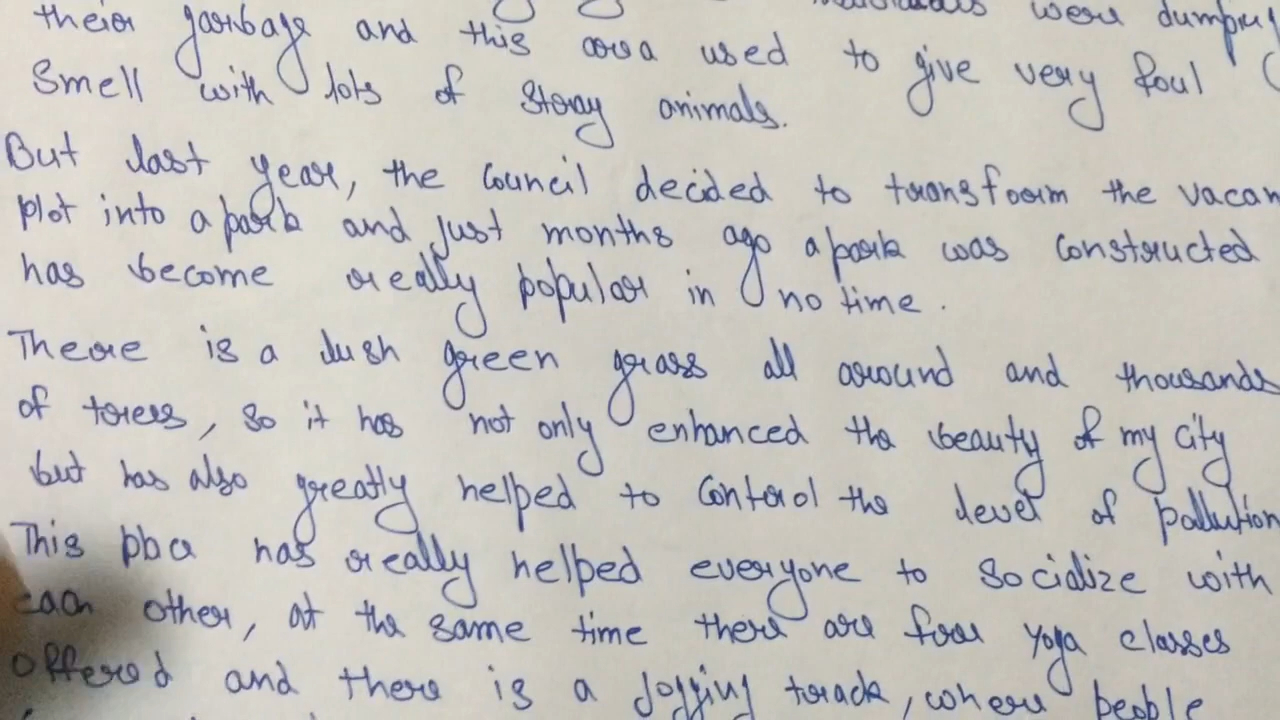 were dumping
their garbage and this area used to give very foul
Smell with lots of stray animals.
But last year, the council decided to transform the vacan
plot into a park and just months ago a park was constructed
has become really popular in no time.
There is a lush green grass all around and thousands
of tress, so it has not only enhanced the beauty of my city
but has also greatly helped to control the level of pollution
This has really helped everyone to socialize with
each other, at the same time there are free yoga classes
offered and there is a jogging track, where people